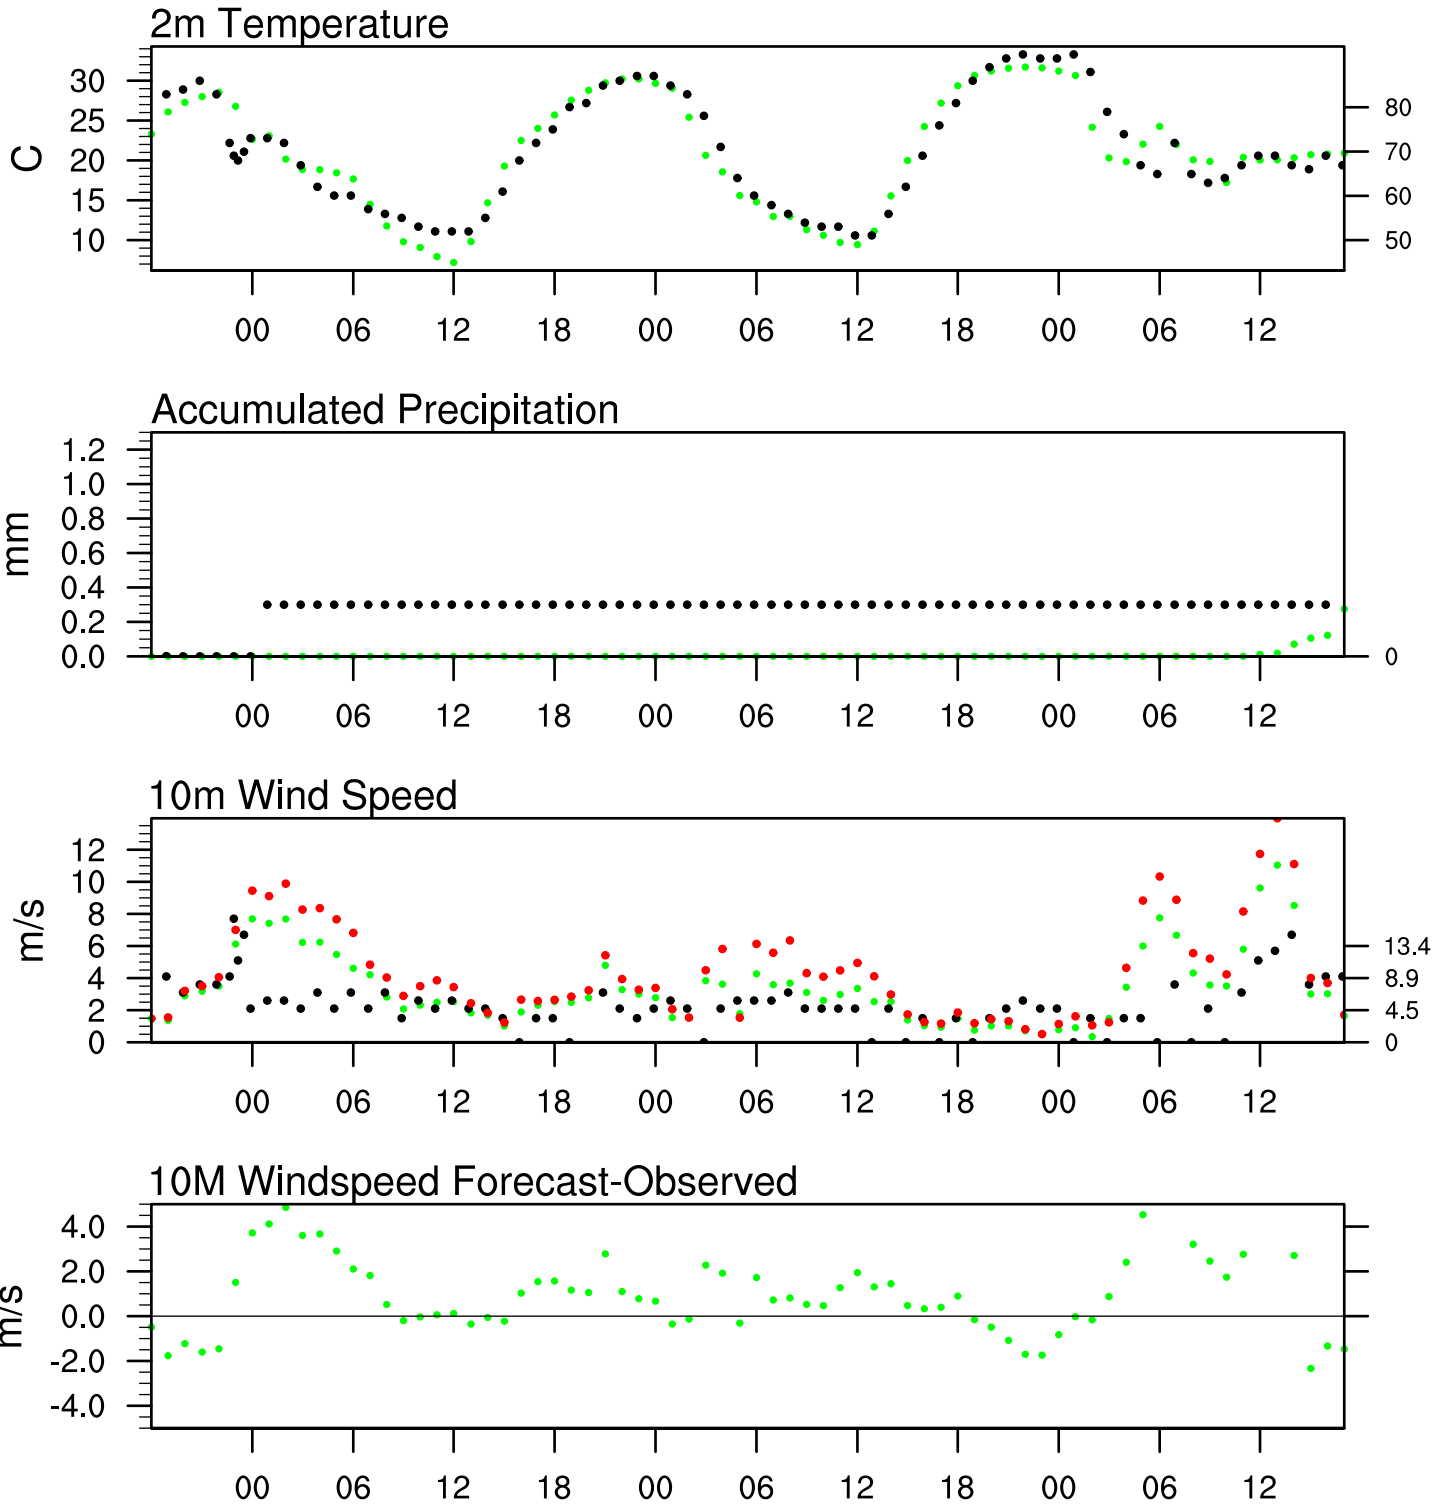 2m Temperature
C
30
25
20
15
10
80
70
60
50
00 06 12 18 00 06 12 18 00 06 12
Accumulated Precipitation
mm
1.2
1.0
0.8
0.6
0.4
0.2
0.0
0
00 06 12 18 00 06 12 18 00 06 12
10m Wind Speed
m/s
12
10
8
6
4
2
0
13.4
8.9
4.5
0
00 06 12 18 00 06 12 18 00 06 12
10M Windspeed Forecast-Observed
m/s
4.0
2.0
0.0
-2.0
-4.0
00 06 12 18 00 06 12 18 00 06 12